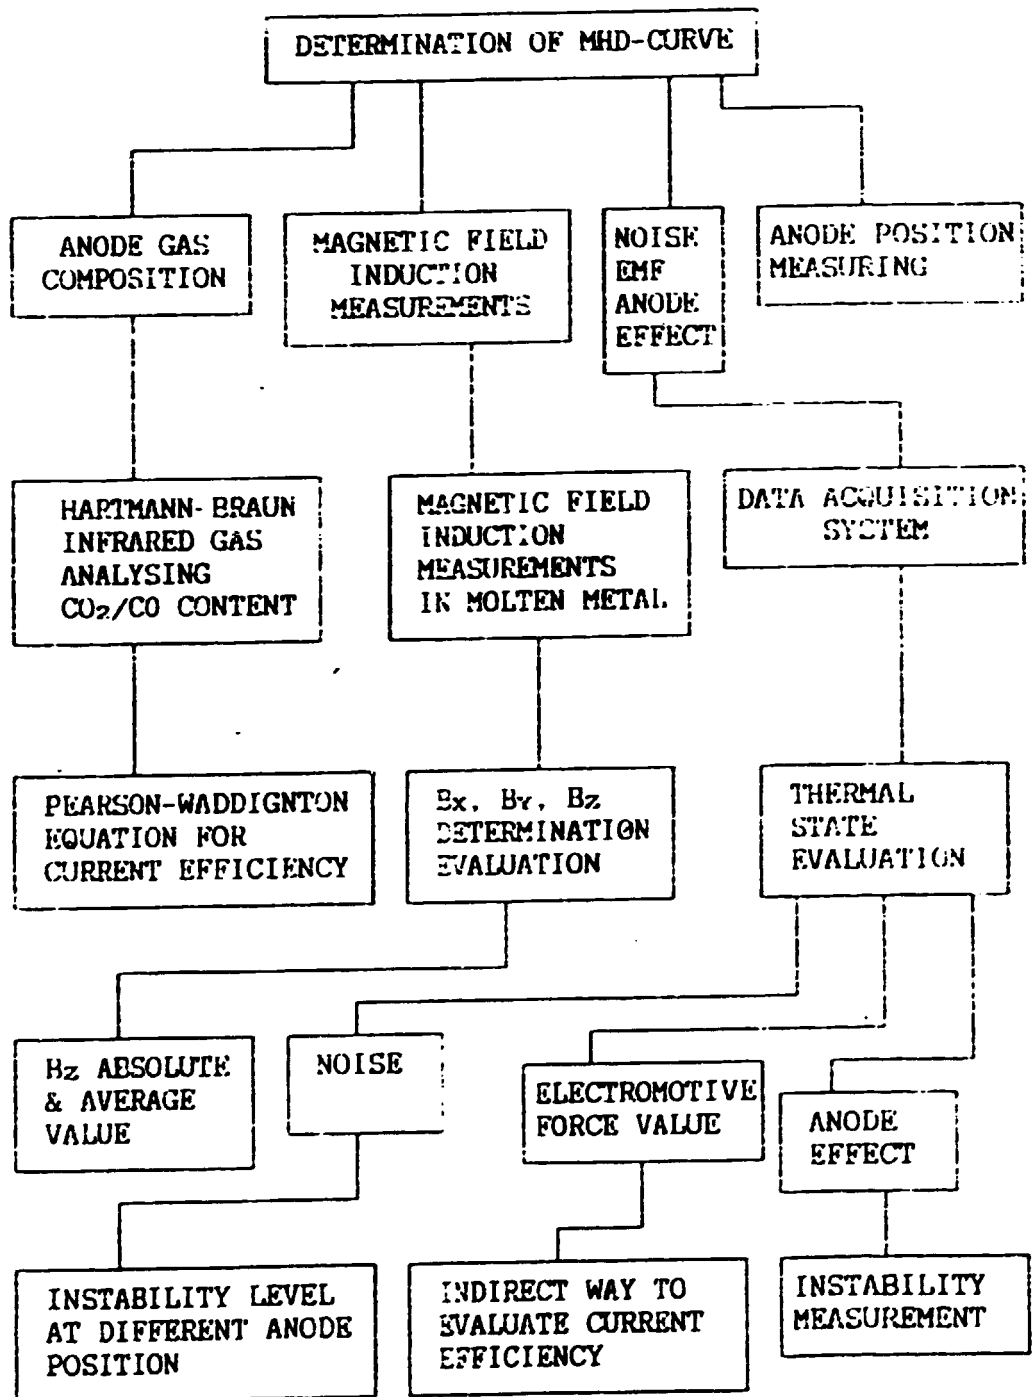 DETERMINATION OF MHD-CURVE
ANODE GAS
COMPOSITION
MAGNETIC FIELD
INDUCTION
MEASUREMENTS
NOISE
EMF
ANODE
EFFECT
ANODE POSITION
MEASURING
HARTMANN-BRAUN
INFRARED GAS
ANALYSING
CO₂/CO CONTENT
MAGNETIC FIELD
INDUCTION
MEASUREMENTS
IN MOLTEN METAL
DATA ACQUISITION
SYSTEM
PEARSON-WADDIGNTON
EQUATION FOR
CURRENT EFFICIENCY
Bx, By, Bz
DETERMINATION
EVALUATION
THERMAL
STATE
EVALUATION
Bz ABSOLUTE
& AVERAGE
VALUE
NOISE
ELECTROMOTIVE
FORCE VALUE
ANODE
EFFECT
INSTABILITY LEVEL
AT DIFFERENT ANODE
POSITION
INDIRECT WAY TO
EVALUATE CURRENT
EFFICIENCY
INSTABILITY
MEASUREMENT